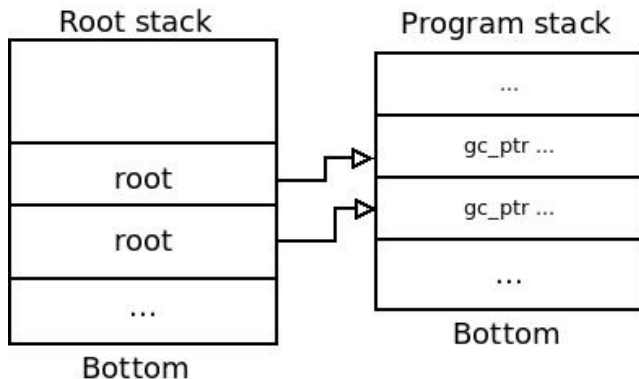 Root stack
root
root
...
Bottom
Program stack
...
gc_ptr ...
gc_ptr ...
...
Bottom